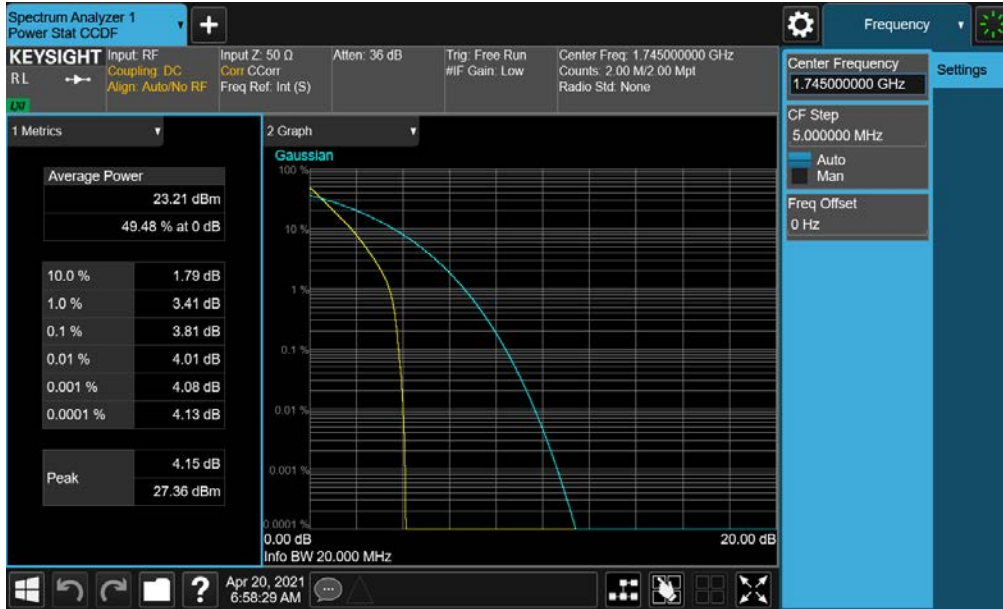 Spectrum Analyzer 1
Power Stat CCDF
+
Frequency
KEYSIGHT
RL
LXI
Input: RF
Coupling: DC
Align: Auto/No RF
Input Z: 50 Ω
Corr CCorr
Freq Ref: Int (S)
Atten: 36 dB
Trig: Free Run
#IF Gain: Low
Center Freq: 1.745000000 GHz
Counts: 2.00 M/2.00 Mpt
Radio Std: None
Center Frequency
1.745000000 GHz
Settings
CF Step
5.000000 MHz
Auto
Man
Freq Offset
0 Hz
1 Metrics
Average Power
23.21 dBm
49.48 % at 0 dB
10.0 % 1.79 dB
1.0 % 3.41 dB
0.1 % 3.81 dB
0.01 % 4.01 dB
0.001 % 4.08 dB
0.0001 % 4.13 dB
Peak
4.15 dB
27.36 dBm
2 Graph
Gaussian
100 %
10 %
1 %
0.1 %
0.01 %
0.001 %
0.0001 %
0.00 dB 20.00 dB
Info BW 20.000 MHz
?
Apr 20, 2021
6:58:29 AM